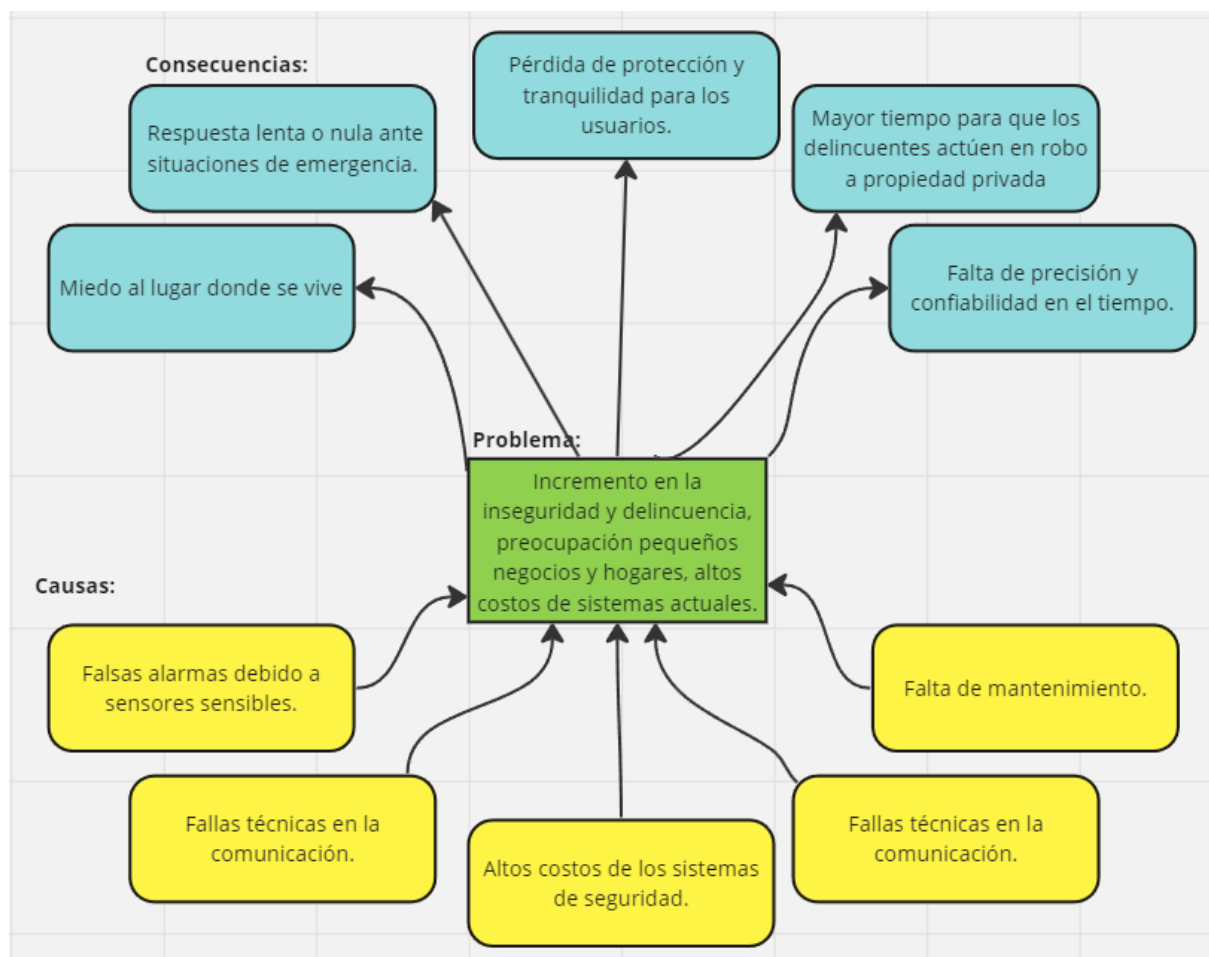 Consecuencias:
Pérdida de protección y
tranquilidad para los
usuarios.
Respuesta lenta o nula ante
situaciones de emergencia.
Mayor tiempo para que los
delincuentes actúen en robo
a propiedad privada
Miedo al lugar donde se vive
Falta de precisión y
confiabilidad en el tiempo.
Problema:
Incremento en la
inseguridad y delincuencia,
preocupación pequeños
negocios y hogares, altos
costos de sistemas actuales.
Causas:
Falsas alarmas debido a
sensores sensibles.
Falta de mantenimiento.
Fallas técnicas en la
comunicación.
Altos costos de los sistemas
de seguridad.
Fallas técnicas en la
comunicación.